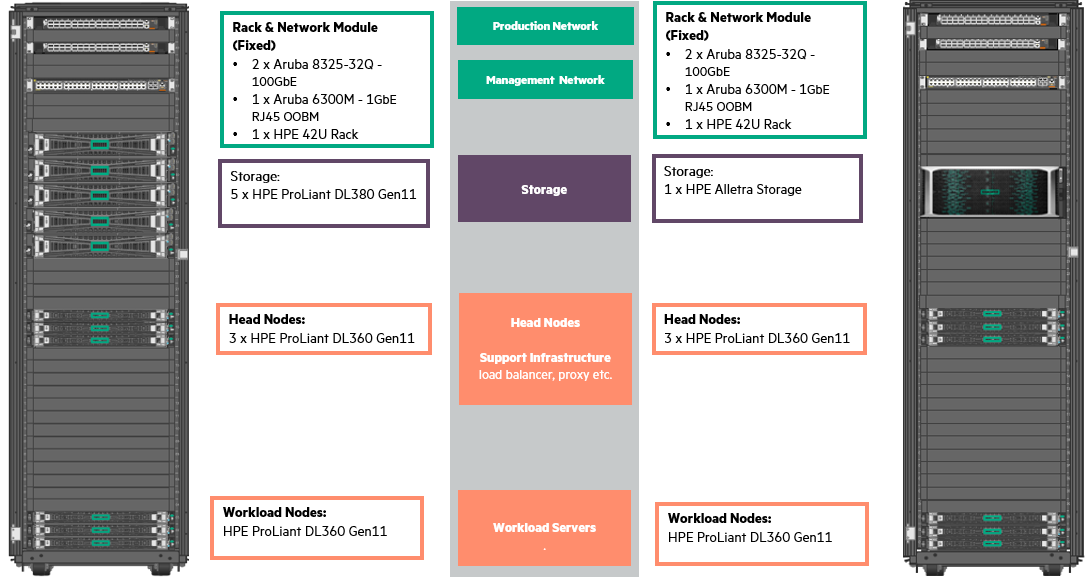 Rack & Network Module
(Fixed)
• 2 x Aruba 8325-32Q -
100GbE
• 1 x Aruba 6300M - 1GbE
RJ45 OOBM
• 1 x HPE 42U Rack
Storage:
5 x HPE ProLiant DL380 Gen11
Head Nodes:
3 x HPE ProLiant DL360 Gen11
Workload Nodes:
HPE ProLiant DL360 Gen11
Production Network
Management Network
Storage
Head Nodes
Support Infrastructure
load balancer, proxy etc.
Workload Servers
.
Rack & Network Module
(Fixed)
• 2 x Aruba 8325-32Q -
100GbE
• 1 x Aruba 6300M - 1GbE
RJ45 OOBM
• 1 x HPE 42U Rack
Storage:
1 x HPE Alletra Storage
Head Nodes:
3 x HPE ProLiant DL360 Gen11
Workload Nodes:
HPE ProLiant DL360 Gen11